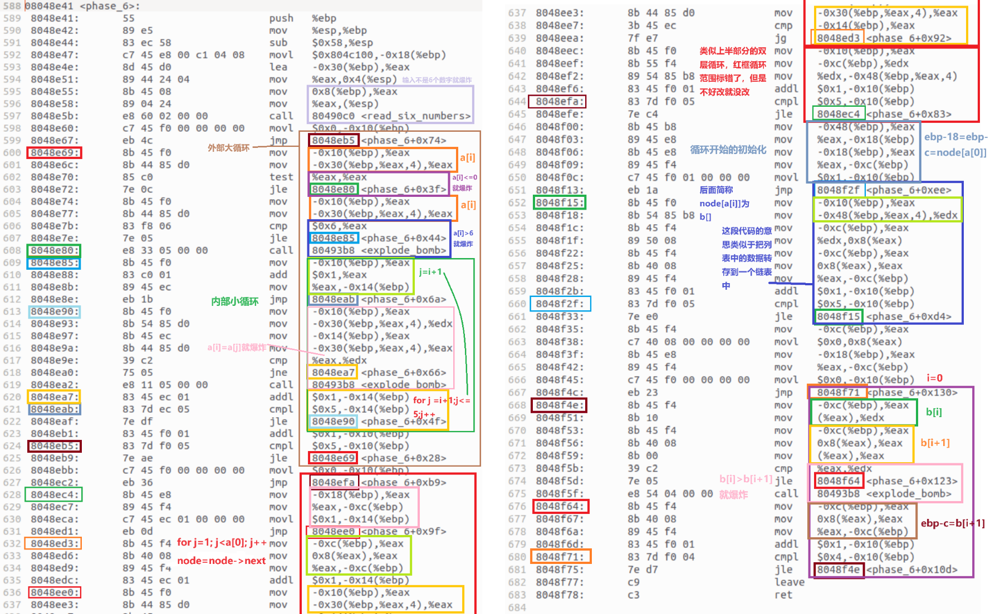 588 08048e41 <phase_6>:
589 8048e41: 55 push %ebp
590 8048e42: 89 e5 mov %esp,%ebp
591 8048e44: 83 ec 58 sub $0x58,%esp
592 8048e47: c7 45 e8 00 c1 04 08 movl $0x804c100,-0x18(%ebp)
593 8048e4e: 8d 45 d0 lea -0x30(%ebp),%eax
594 8048e51: 89 44 24 04 mov %eax,0x4(%esp) 输入不是6个数字就爆炸
595 8048e55: 8b 45 08 mov 0x8(%ebp),%eax
596 8048e58: 89 04 24 mov %eax,(%esp)
597 8048e5b: e8 60 02 00 00 call 80490c0 <read_six_numbers>
598 8048e60: c7 45 f0 00 00 00 00 movl $0x0,-0x10(%ebp)
599 8048e67: eb 4c jmp 8048eb5 <phase_6+0x74>
外部大循环
600 8048e69: 8b 45 f0 mov -0x10(%ebp),%eax
a[i]
601 8048e6c: 8b 44 85 d0 mov -0x30(%ebp,%eax,4),%eax
602 8048e70: 85 c0 test %eax,%eax a[i]<=0
603 8048e72: 7e 0c jle 8048e80 <phase_6+0x3f> 就爆炸
604 8048e74: 8b 45 f0 mov -0x10(%ebp),%eax
a[i]
605 8048e77: 8b 44 85 d0 mov -0x30(%ebp,%eax,4),%eax
606 8048e7b: 83 f8 06 cmp $0x6,%eax
607 8048e7e: 7e 05 jle 8048e85 <phase_6+0x44> a[i]>6
608 8048e80: e8 33 05 00 00 call 80493b8 <explode_bomb> 就爆炸
609 8048e85: 8b 45 f0 mov -0x10(%ebp),%eax
610 8048e88: 83 c0 01 add $0x1,%eax j=i+1
611 8048e8b: 89 45 ec mov %eax,-0x14(%ebp)
612 8048e8e: eb 1b 内部小循环 jmp 8048eab <phase_6+0x6a>
613 8048e90: 8b 45 f0 mov -0x10(%ebp),%eax
614 8048e93: 8b 54 85 d0 mov -0x30(%ebp,%eax,4),%edx
615 8048e97: 8b 45 ec mov -0x14(%ebp),%eax
616 8048e9a: 8b 44 85 d0 a[i]=a[j]就爆炸 mov -0x30(%ebp,%eax,4),%eax
617 8048e9e: 39 c2 cmp %eax,%edx
618 8048ea0: 75 05 jne 8048ea7 <phase_6+0x66>
619 8048ea2: e8 11 05 00 00 call 80493b8 <explode_bomb>
620 8048ea7: 83 45 ec 01 addl $0x1,-0x14(%ebp) for j =i+1;j<=
621 8048eab: 83 7d ec 05 cmpl $0x5,-0x14(%ebp) 5;j++
622 8048eaf: 7e df jle 8048e90 <phase_6+0x4f>
623 8048eb1: 83 45 f0 01 addl $0x1,-0x10(%ebp)
624 8048eb5: 83 7d f0 05 cmpl $0x5,-0x10(%ebp)
625 8048eb9: 7e ae jle 8048e69 <phase_6+0x28>
626 8048ebb: c7 45 f0 00 00 00 00 movl $0x0,-0x10(%ebp)
627 8048ec2: eb 36 jmp 8048efa <phase_6+0xb9>
628 8048ec4: 8b 45 e8 mov -0x18(%ebp),%eax
629 8048ec7: 89 45 f4 mov %eax,-0xc(%ebp)
630 8048eca: c7 45 ec 01 00 00 00 movl $0x1,-0x14(%ebp)
631 8048ed1: eb 0d jmp 8048ee0 <phase_6+0x9f>
632 8048ed3: 8b 45 f4 for j=1; j<a[0]; j++ mov -0xc(%ebp),%eax
633 8048ed6: 8b 40 08 mov 0x8(%eax),%eax
node=node->next
634 8048ed9: 89 45 f4 mov %eax,-0xc(%ebp)
635 8048edc: 83 45 ec 01 addl $0x1,-0x14(%ebp)
636 8048ee0: 8b 45 f0 mov -0x10(%ebp),%eax
637 8048ee3: 8b 44 85 d0 mov -0x30(%ebp,%eax,4),%eax
637 8048ee3: 8b 44 85 d0 mov -0x30(%ebp,%eax,4),%eax
638 8048ee7: 3b 45 ec cmp -0x14(%ebp),%eax
639 8048eea: 7f e7 jg 8048ed3 <phase_6+0x92>
640 8048eec: 8b 45 f0 类似上半部分的双 mov -0x10(%ebp),%eax
641 8048eef: 8b 55 f4 层循环，红框循环 mov -0xc(%ebp),%edx
642 8048ef2: 89 54 85 b8 范围标错了，但是 mov %edx,-0x48(%ebp,%eax,4)
643 8048ef6: 83 45 f0 01 不好改就没改 addl $0x1,-0x10(%ebp)
644 8048efa: 83 7d f0 05 cmpl $0x5,-0x10(%ebp)
645 8048efe: 7e c4 jle 8048ec4 <phase_6+0x83>
646 8048f00: 8b 45 b8 mov -0x48(%ebp),%eax ebp-18=ebp-
647 8048f03: 89 45 e8 mov %eax,-0x18(%ebp) c=node[a[0]]
648 8048f06: 8b 45 e8 循环开始的初始化 mov -0x18(%ebp),%eax
649 8048f09: 89 45 f4 mov %eax,-0xc(%ebp)
650 8048f0c: c7 45 f0 01 00 00 00 movl $0x1,-0x10(%ebp)
651 8048f13: eb 1a 后面简称 jmp 8048f2f <phase_6+0xee>
652 8048f15: 8b 45 f0 node[a[i]]为 mov -0x10(%ebp),%eax
653 8048f18: 8b 54 85 b8 b[] mov -0x48(%ebp,%eax,4),%edx
654 8048f1c: 8b 45 f4 这段代码的意 mov -0xc(%ebp),%eax
655 8048f1f: 89 50 08 思类似于把列 mov %edx,0x8(%eax)
656 8048f22: 8b 45 f4 表中的数据转 mov -0xc(%ebp),%eax
657 8048f25: 8b 40 08 存到一个链表 mov 0x8(%eax),%eax
658 8048f28: 89 45 f4 中 mov %eax,-0xc(%ebp)
659 8048f2b: 83 45 f0 01 addl $0x1,-0x10(%ebp)
660 8048f2f: 83 7d f0 05 cmpl $0x5,-0x10(%ebp)
661 8048f33: 7e e0 jle 8048f15 <phase_6+0xd4>
662 8048f35: 8b 45 f4 mov -0xc(%ebp),%eax
663 8048f38: c7 40 08 00 00 00 00 movl $0x0,0x8(%eax)
664 8048f3f: 8b 45 e8 mov -0x18(%ebp),%eax
665 8048f42: 89 45 f4 mov %eax,-0xc(%ebp)
666 8048f45: c7 45 f0 00 00 00 00 movl $0x0,-0x10(%ebp) i=0
667 8048f4c: eb 23 jmp 8048f71 <phase_6+0x130>
668 8048f4e: 8b 45 f4 mov -0xc(%ebp),%eax b[i]
669 8048f51: 8b 10 mov (%eax),%edx
670 8048f53: 8b 45 f4 mov -0xc(%ebp),%eax
671 8048f56: 8b 40 08 mov 0x8(%eax),%eax b[i+1]
672 8048f59: 8b 00 mov (%eax),%eax
673 8048f5b: 39 c2 cmp %eax,%edx
674 8048f5d: 7e 05 b[i]>b[i+1] jle 8048f64 <phase_6+0x123>
675 8048f5f: e8 54 04 00 00 就爆炸 call 80493b8 <explode_bomb>
676 8048f64: 8b 45 f4 mov -0xc(%ebp),%eax
677 8048f67: 8b 40 08 mov 0x8(%eax),%eax ebp-c=b[i+1]
678 8048f6a: 89 45 f4 mov %eax,-0xc(%ebp)
679 8048f6d: 83 45 f0 01 addl $0x1,-0x10(%ebp)
680 8048f71: 83 7d f0 04 cmpl $0x4,-0x10(%ebp)
681 8048f75: 7e d7 jle 8048f4e <phase_6+0x10d>
682 8048f77: c9 leave
683 8048f78: c3 ret
684